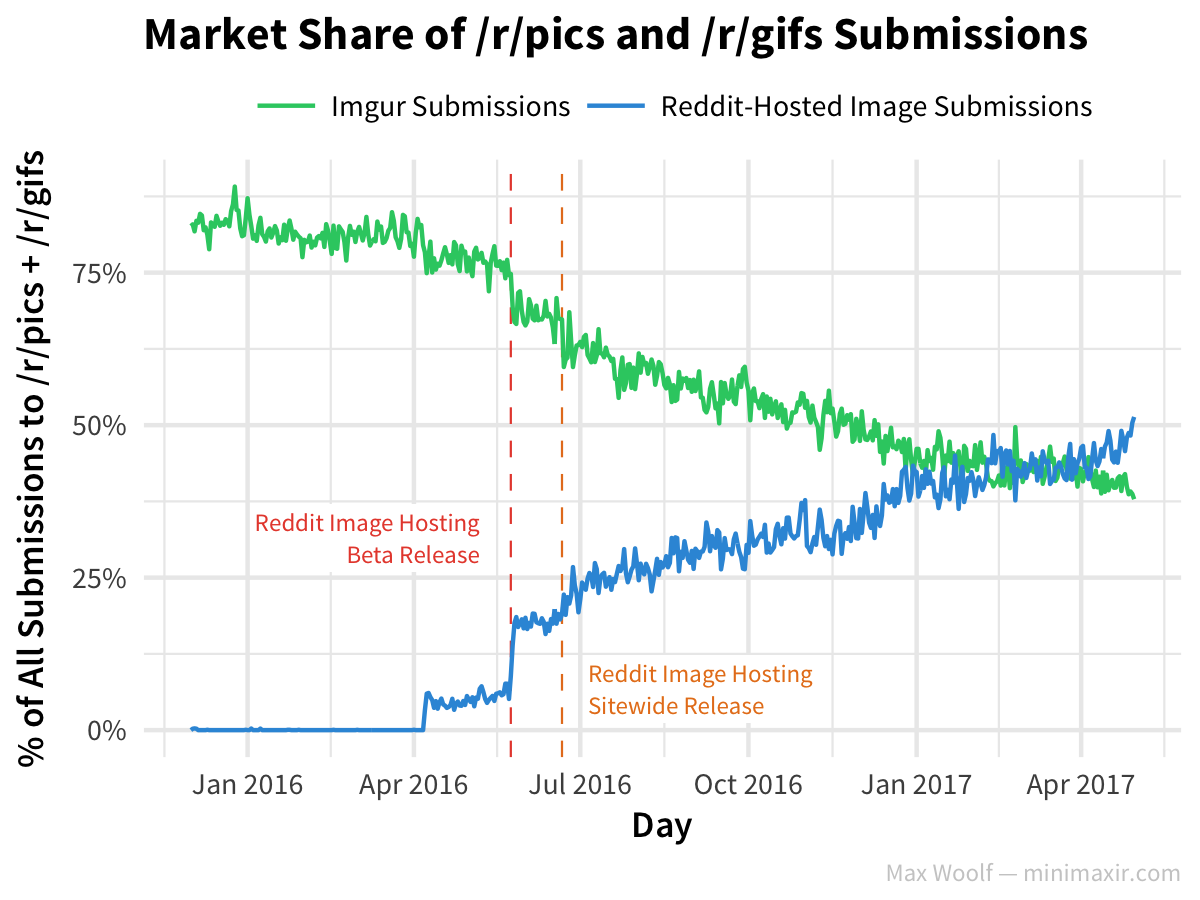 Market Share of /r/pics and /r/gifs Submissions
Imgur Submissions
Reddit-Hosted Image Submissions
% of All Submissions to /r/pics + /r/gifs
75%
50%
25%
0%
Reddit Image Hosting
Beta Release
Reddit Image Hosting
Sitewide Release
Jan 2016
Apr 2016
Jul 2016
Oct 2016
Jan 2017
Apr 2017
Day
Max Woolf — minimaxir.com